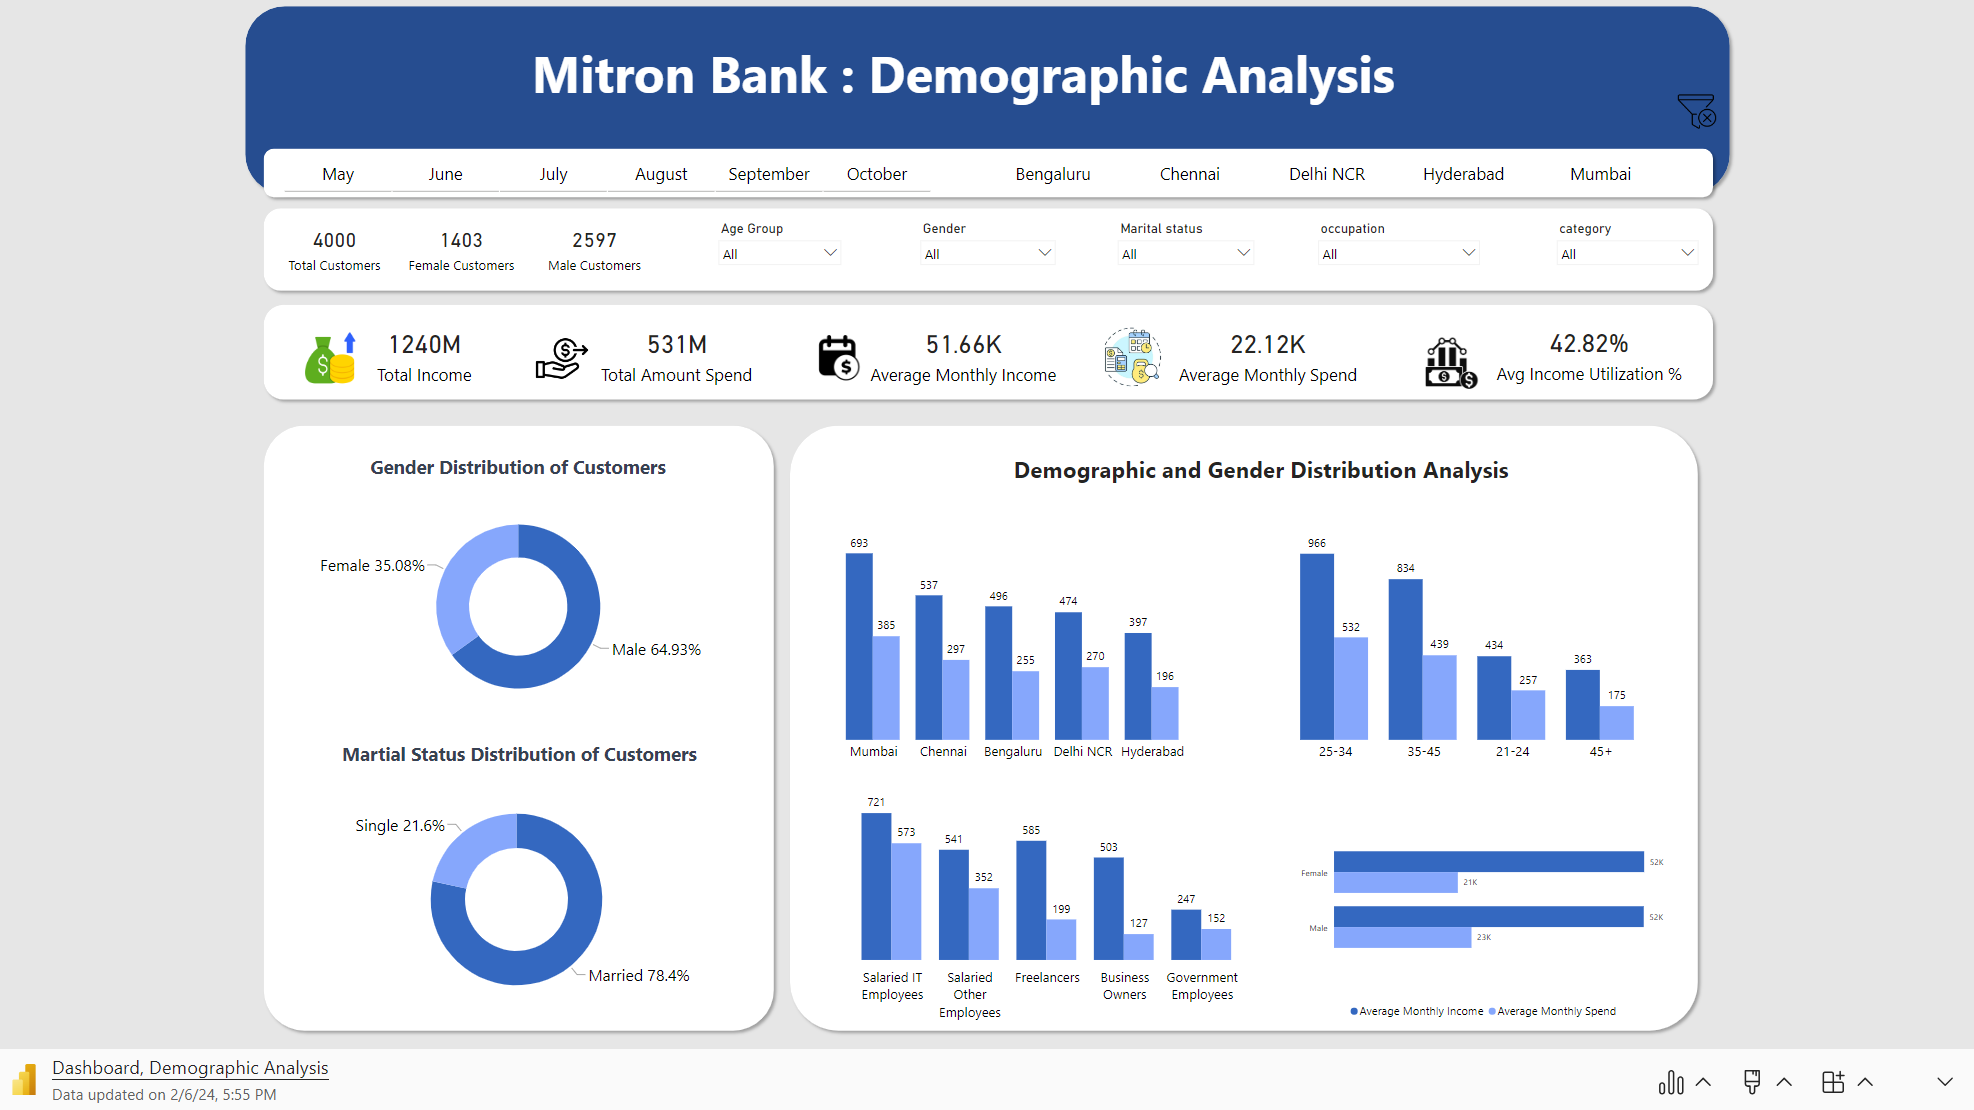 Mitron Bank : Demographic Analysis
May June July August September October Bengaluru Chennai Delhi NCR Hyderabad Mumbai
4000
Total Customers
1403
Female Customers
2597
Male Customers
Age Group
All
Gender
All
Marital status
All
occupation
All
category
All
1240M
Total Income
531M
Total Amount Spend
51.66K
Average Monthly Income
22.12K
Average Monthly Spend
42.82%
Avg Income Utilization %
Gender Distribution of Customers
Female 35.08%
Male 64.93%
Martial Status Distribution of Customers
Single 21.6%
Married 78.4%
Demographic and Gender Distribution Analysis
693
385
537
297
496
255
474
270
397
196
Mumbai Chennai Bengaluru Delhi NCR Hyderabad
966
532
834
439
434
257
363
175
25-34 35-45 21-24 45+
721
573
541
352
585
199
503
127
247
152
Salaried IT
Employees
Salaried
Other
Employees
Freelancers
Business
Owners
Government
Employees
Female
52K
21K
Male
52K
23K
Average Monthly Income Average Monthly Spend
Dashboard, Demographic Analysis
Data updated on 2/6/24, 5:55 PM